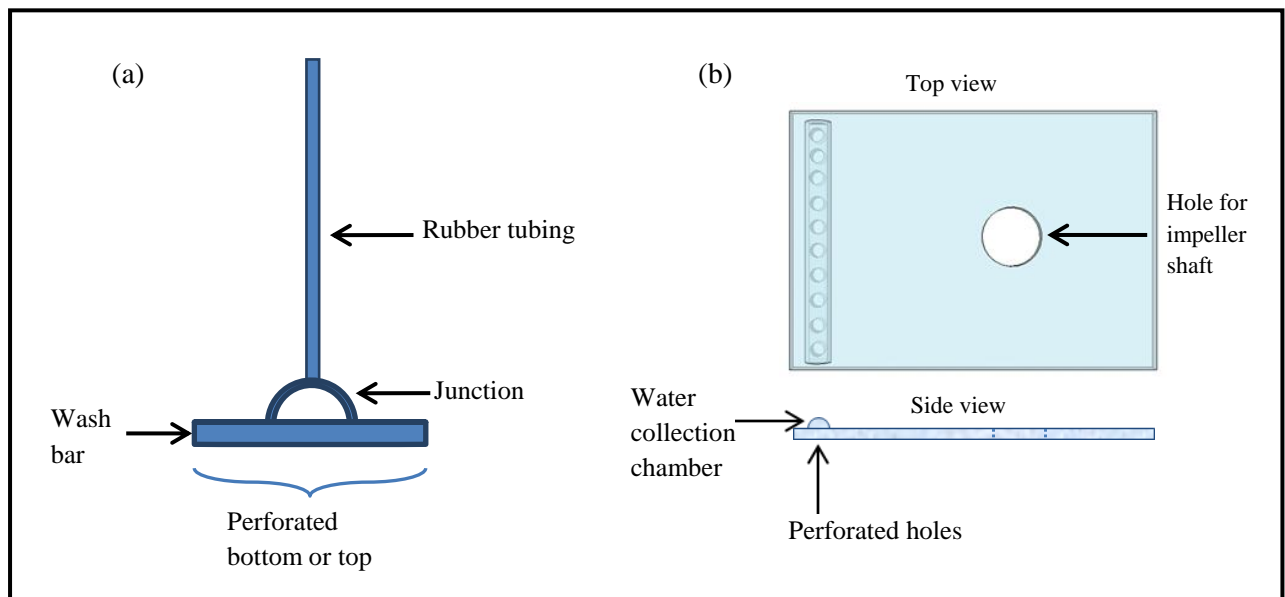 (a)
Rubber tubing
Junction
Wash
bar
Perforated
bottom or top
(b)
Top view
Hole for
impeller
shaft
Side view
Water
collection
chamber
Perforated holes